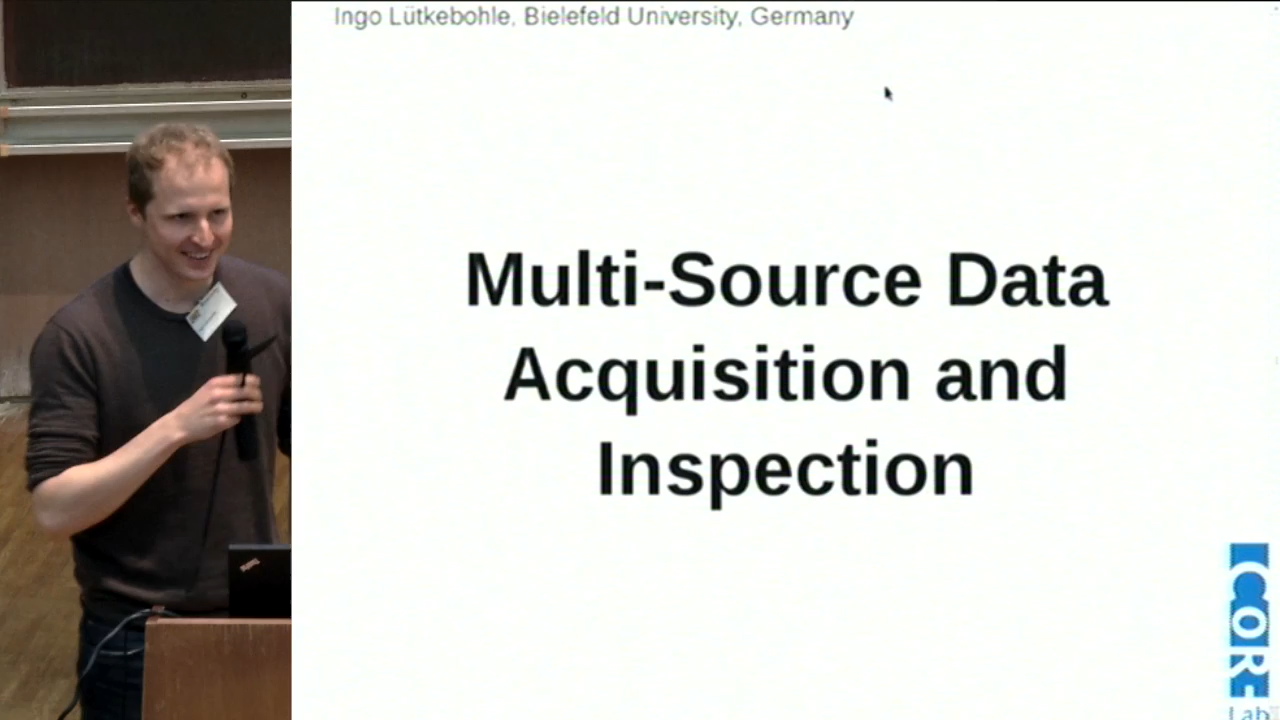 Ingo Lütkebohle, Bielefeld University, Germany
Multi-Source Data
Acquisition and
Inspection
COR-
Lab